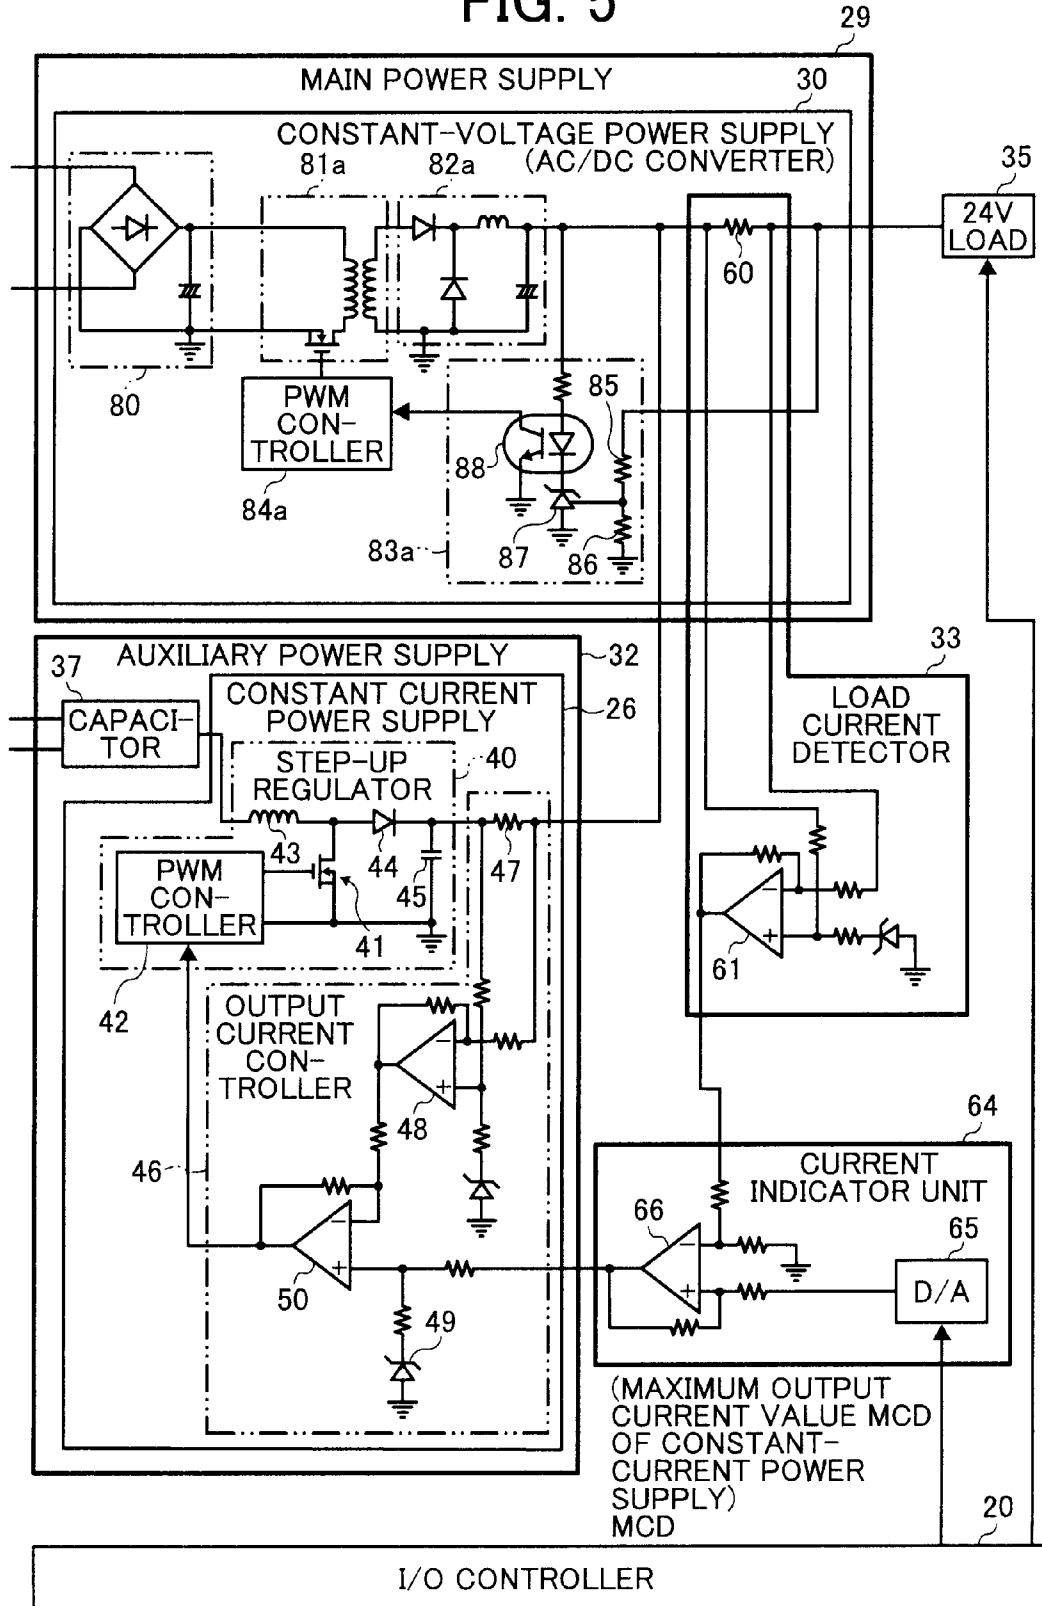 FIG. 5
29
MAIN POWER SUPPLY
30
CONSTANT-VOLTAGE POWER SUPPLY
(AC/DC CONVERTER)
81a
82a
35
24V
LOAD
60
80
PWM
CON-
TROLLER
84a
85
88
83a
87
86
AUXILIARY POWER SUPPLY
32
37
CAPACI-
TOR
CONSTANT CURRENT
POWER SUPPLY
26
33
LOAD
CURRENT
DETECTOR
STEP-UP
REGULATOR
40
43
44
45
47
PWM
CON-
TROLLER
41
42
-
+
61
OUTPUT
CURRENT
CON-
TROLLER
-
+
48
46
64
CURRENT
INDICATOR UNIT
66
-
+
65
D/A
-
+
50
49
(MAXIMUM OUTPUT
CURRENT VALUE MCD
OF CONSTANT-
CURRENT POWER
SUPPLY)
MCD
20
I/O CONTROLLER